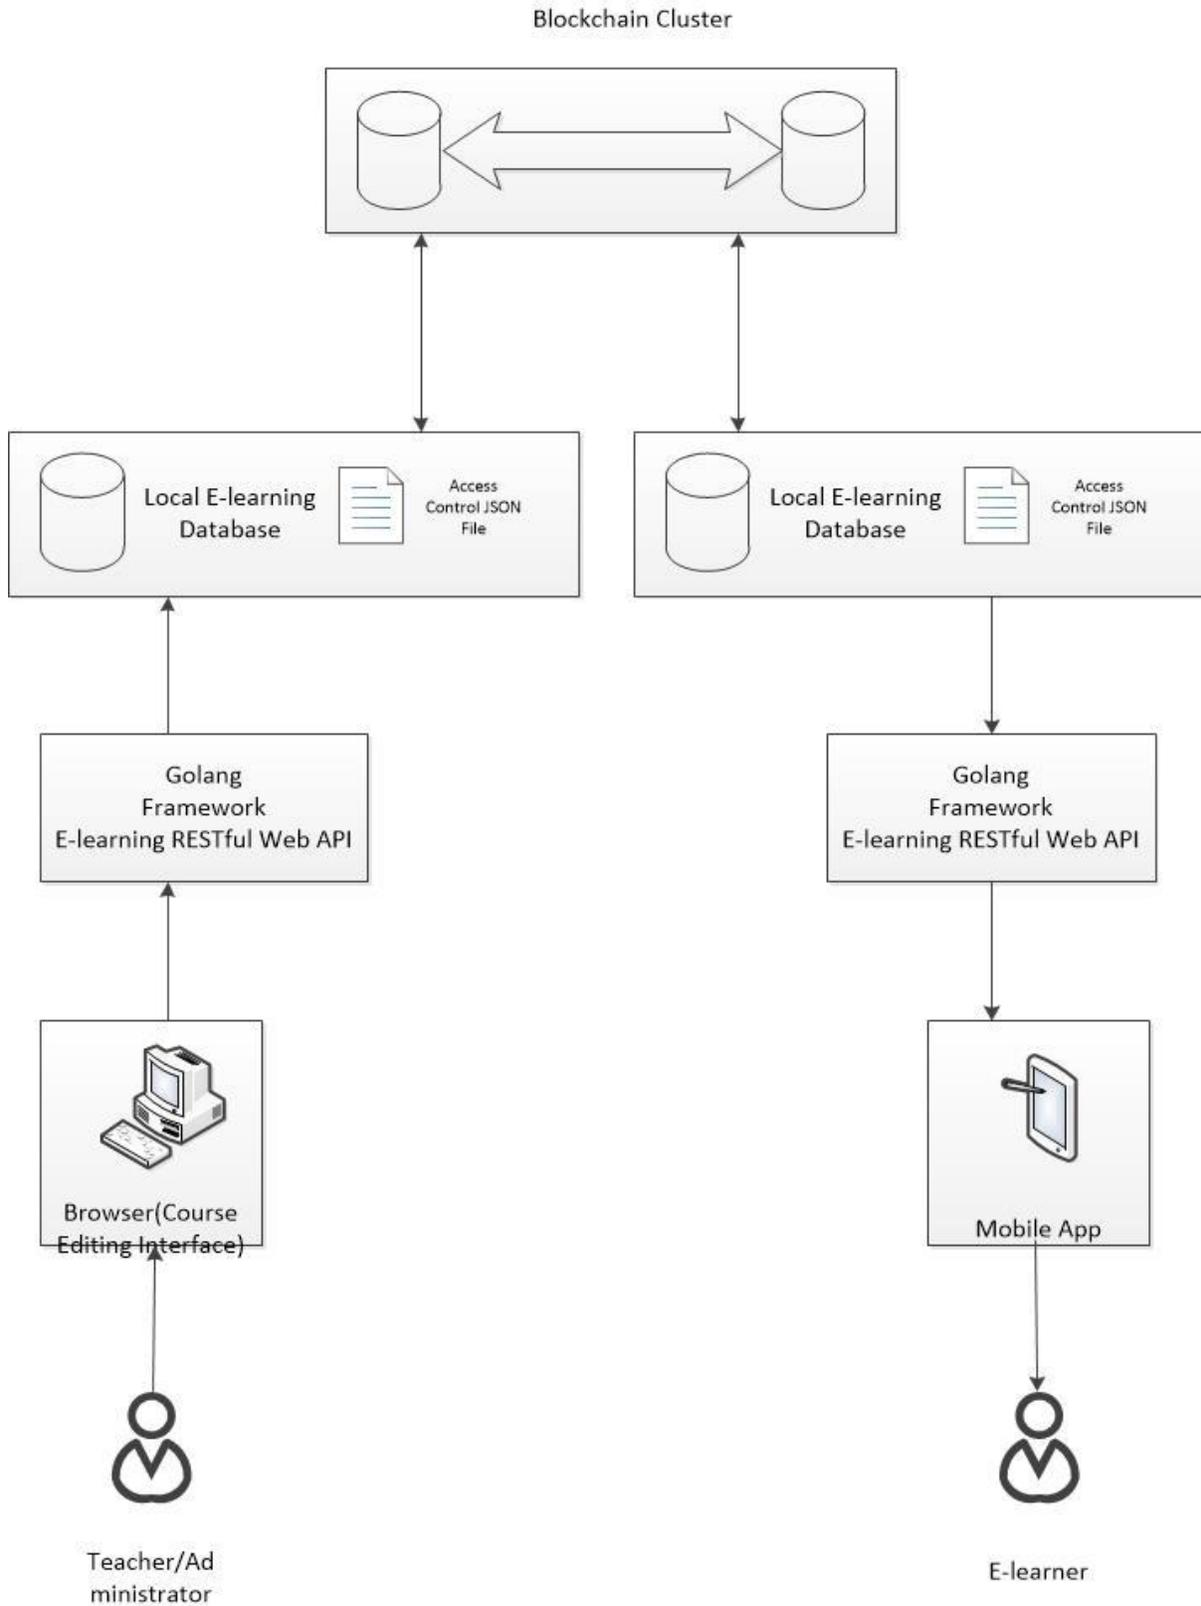 Blockchain Cluster
Local E-learning
Database
Access
Control JSON
File
Local E-learning
Database
Access
Control JSON
File
Golang
Framework
E-learning RESTful Web API
Golang
Framework
E-learning RESTful Web API
Browser(Course
Editing Interface)
Mobile App
Teacher/Ad
ministrator
E-learner